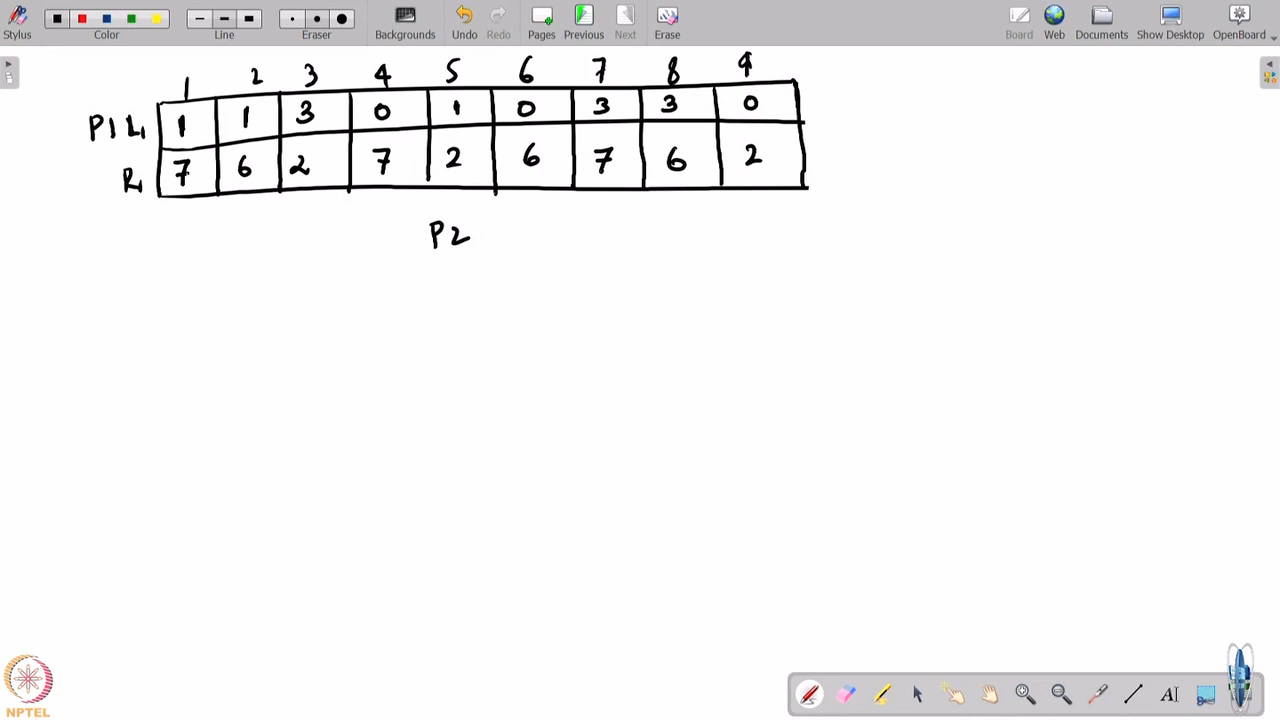 Stylus Color Line Eraser Backgrounds Undo Redo Pages Previous Next Erase Board Web Documents Show Desktop OpenBoard
1 2 3 4 5 6 7 8 9
P1 L 1 1 3 0 1 0 3 3 0
R 7 6 2 7 2 6 7 6 2
P2
NPTEL